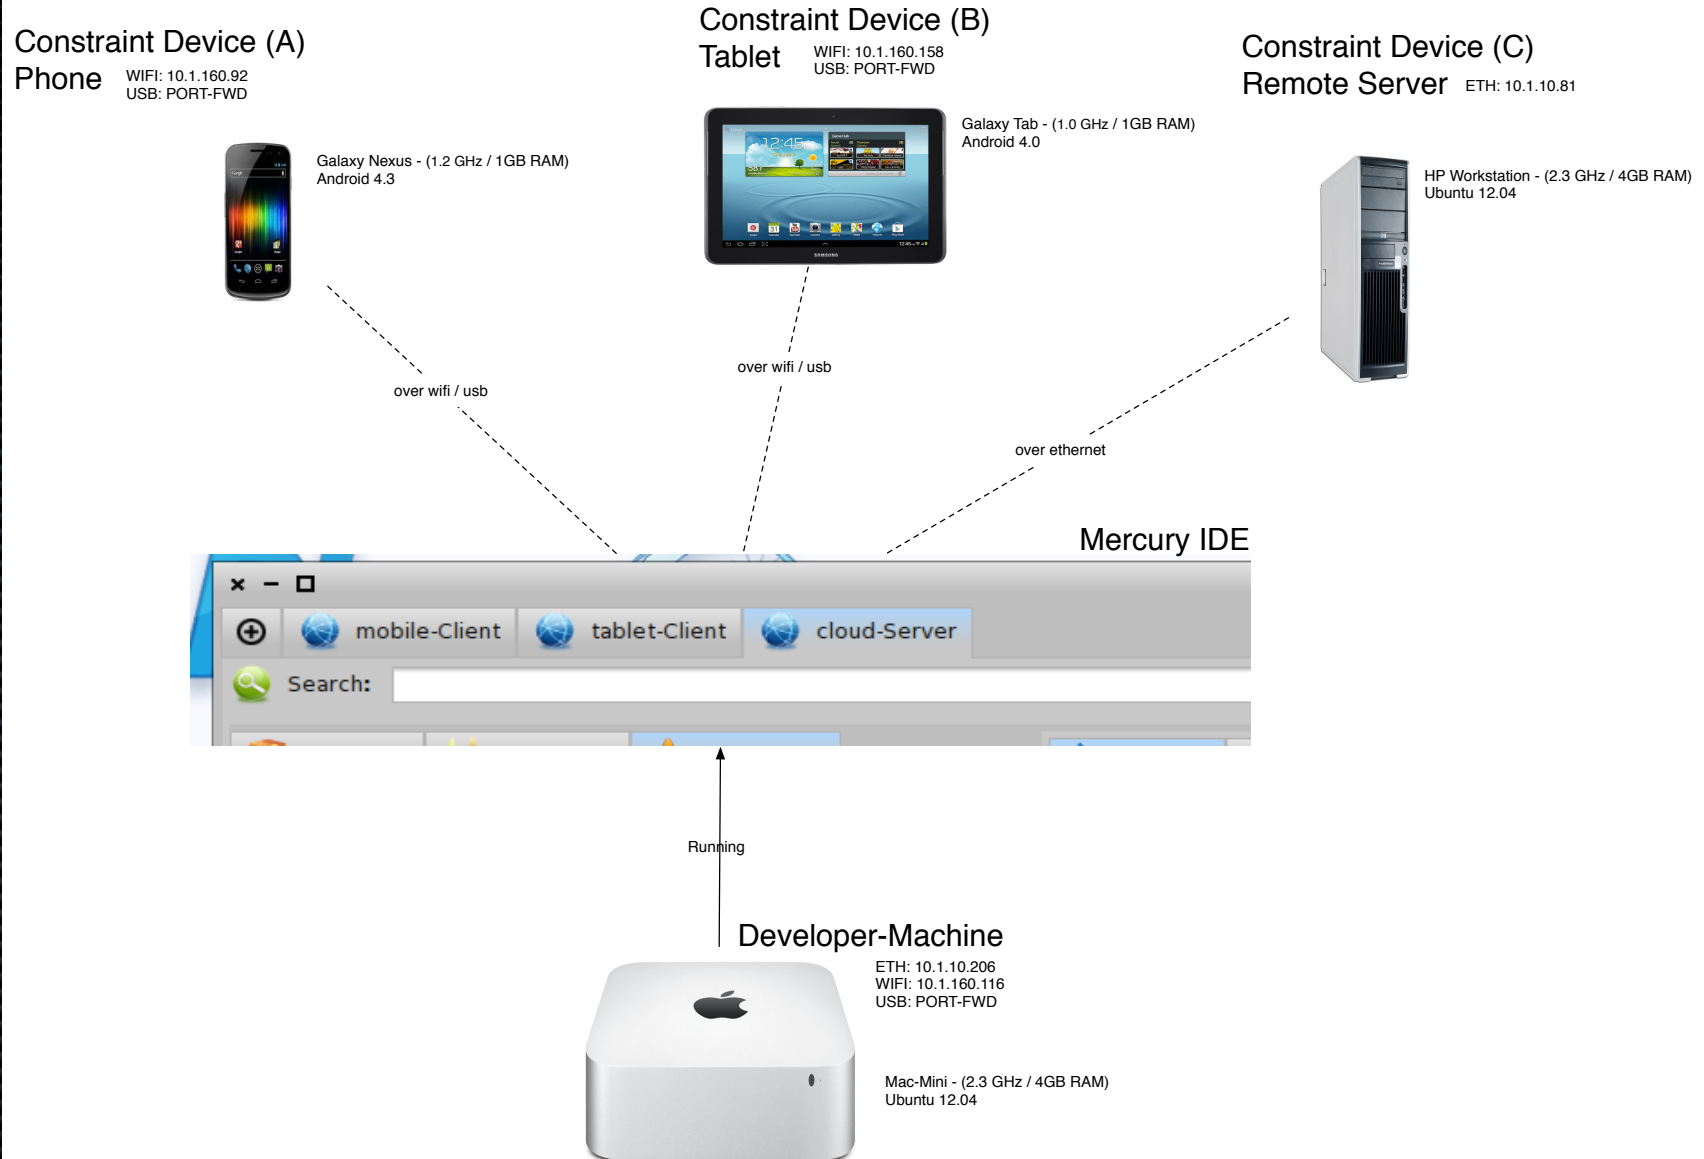 Constraint Device (A)
Phone
WIFI: 10.1.160.92
USB: PORT-FWD
Galaxy Nexus - (1.2 GHz / 1GB RAM)
Android 4.3
Constraint Device (B)
Tablet
WIFI: 10.1.160.158
USB: PORT-FWD
12:45
SAMSUNG
Galaxy Tab - (1.0 GHz / 1GB RAM)
Android 4.0
Constraint Device (C)
Remote Server
ETH: 10.1.10.81
HP Workstation - (2.3 GHz / 4GB RAM)
Ubuntu 12.04
over wifi / usb
over wifi / usb
over ethernet
Mercury IDE
mobile-Client
tablet-Client
cloud-Server
Search:
Running
Developer-Machine
ETH: 10.1.10.206
WIFI: 10.1.160.116
USB: PORT-FWD
Mac-Mini - (2.3 GHz / 4GB RAM)
Ubuntu 12.04